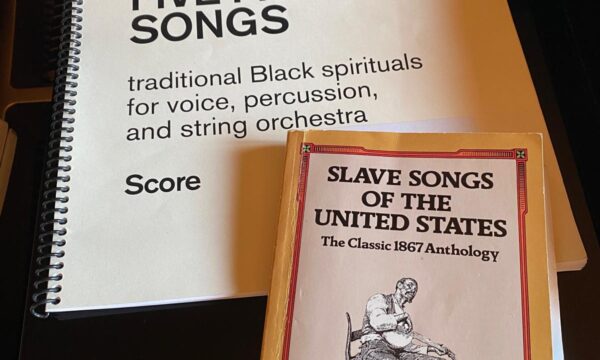 FIVE
SONGS
traditional Black spirituals
for voice, percussion,
and string orchestra
Score
SLAVE SONGS
OF THE
UNITED STATES
The Classic 1867 Anthology